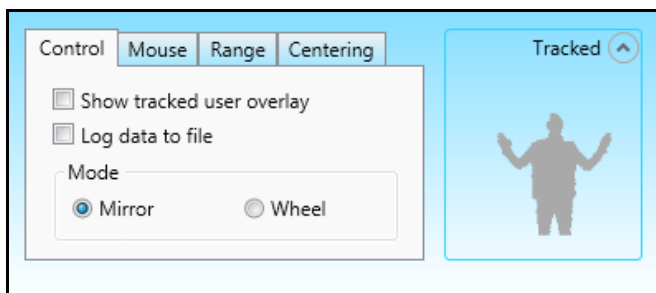 Control Mouse Range Centering
Tracked
Show tracked user overlay
Log data to file
Mode
Mirror Wheel